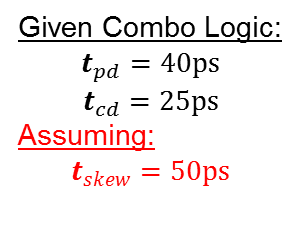 Given Combo Logic:
t_pd = 40ps
t_cd = 25ps
Assuming:
t_skew = 50ps